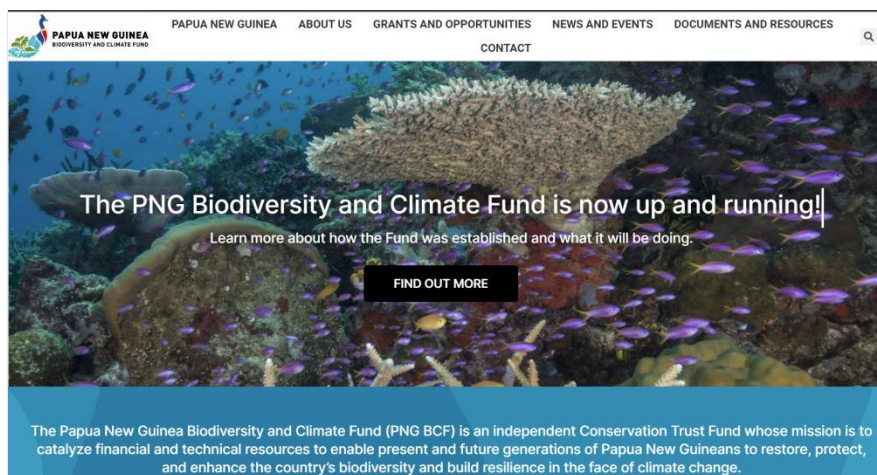 PAPUA NEW GUINEA
BIODIVERSITY AND CLIMATE FUND
PAPUA NEW GUINEA ABOUT US GRANTS AND OPPORTUNITIES NEWS AND EVENTS DOCUMENTS AND RESOURCES
CONTACT
The PNG Biodiversity and Climate Fund is now up and running!
Learn more about how the Fund was established and what it will be doing.
FIND OUT MORE
The Papua New Guinea Biodiversity and Climate Fund (PNG BCF) is an independent Conservation Trust Fund whose mission is to
catalyze financial and technical resources to enable present and future generations of Papua New Guineans to restore, protect,
and enhance the country's biodiversity and build resilience in the face of climate change.